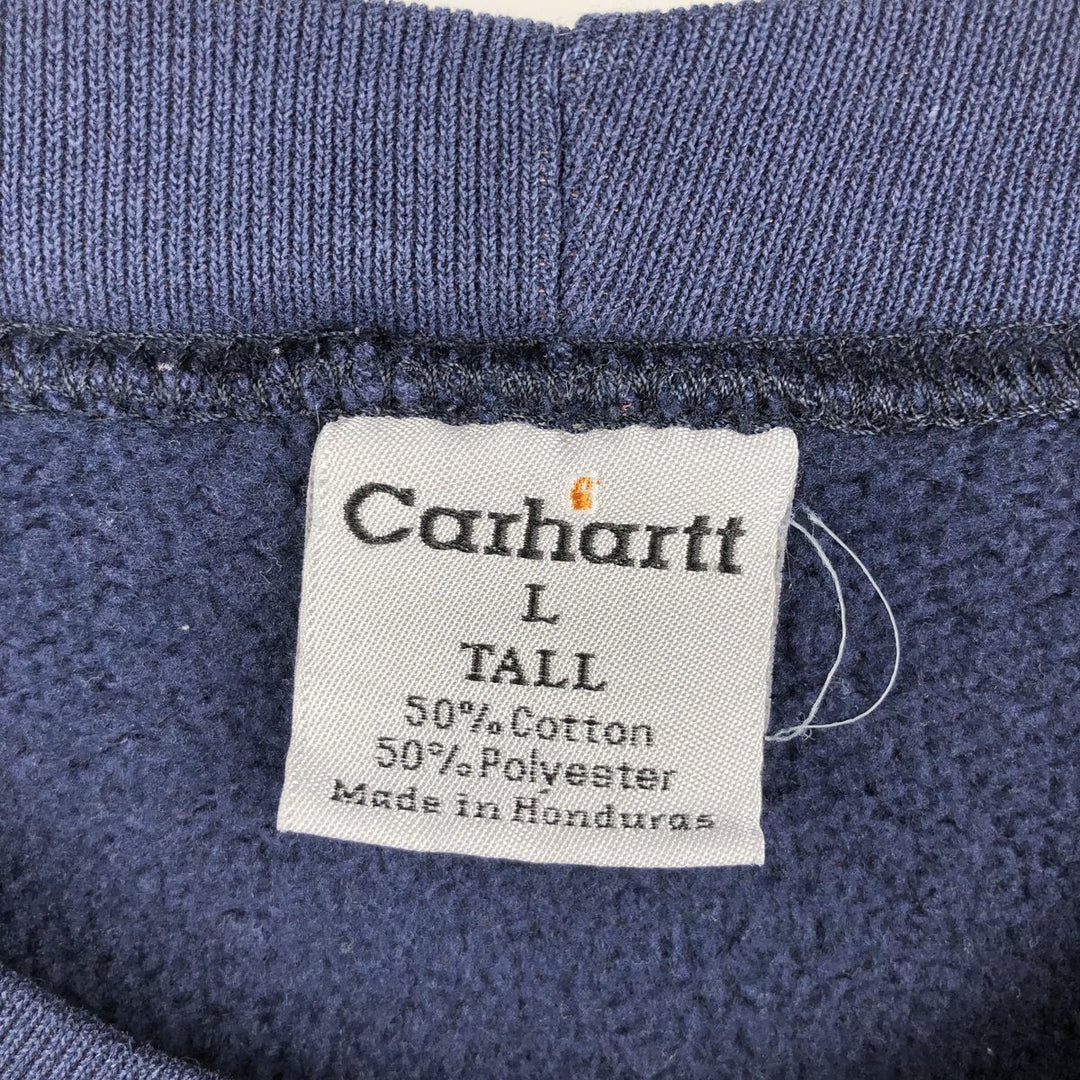 Carhartt
L
TALL
50% Cotton
50% Polyester
Made in Honduras